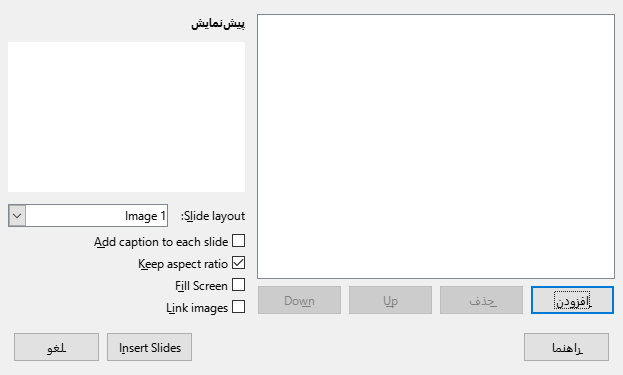 پیش‌نمایش
Slide layout:
Image 1
Add caption to each slide
Keep aspect ratio
Fill Screen
Link images
افزودن
حذف
Up
Down
راهنما
Insert Slides
لغو